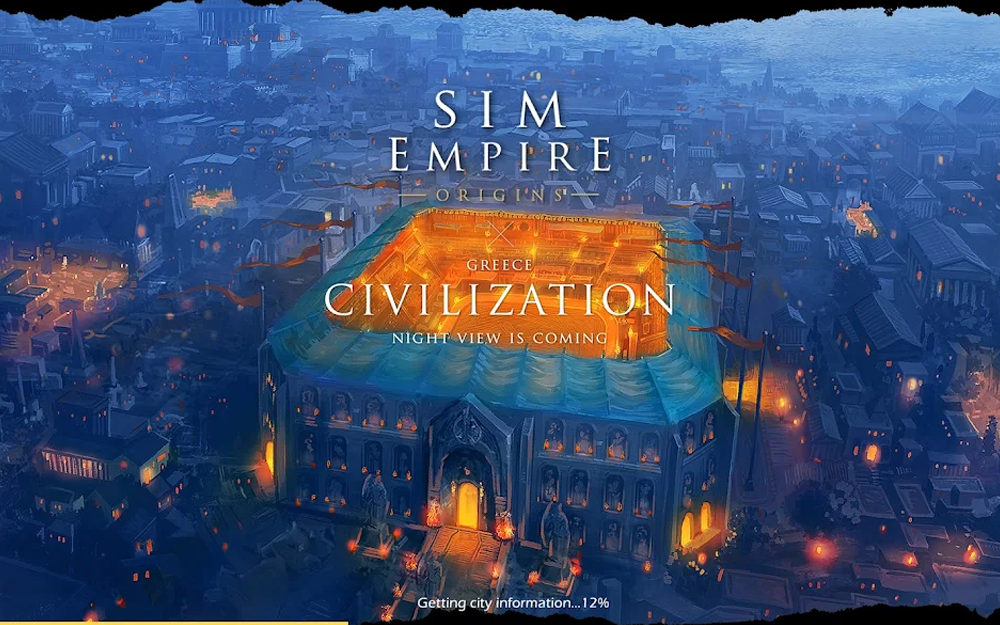 SIM
EMPIRE
ORIGINS
GREECE
CIVILIZATION
NIGHT VIEW IS COMING
Getting city information...12%